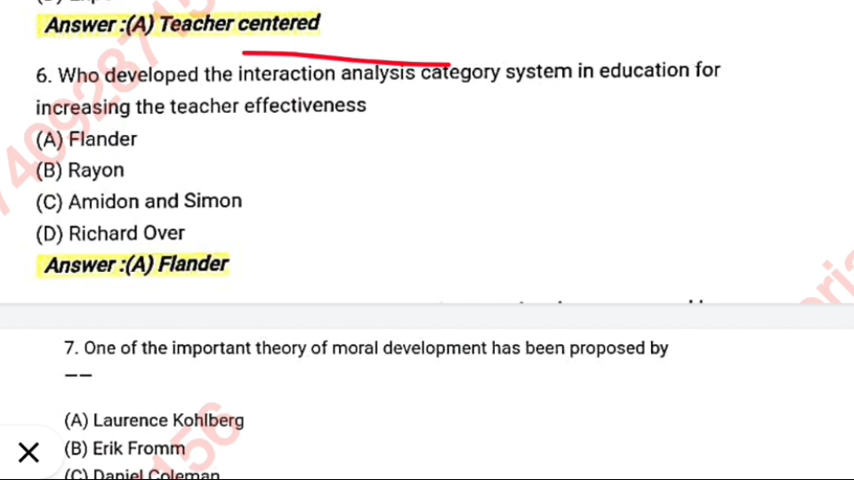 Answer :(A) Teacher centered
6. Who developed the interaction analysis category system in education for
increasing the teacher effectiveness
(A) Flander
(B) Rayon
(C) Amidon and Simon
(D) Richard Over
Answer :(A) Flander
7. One of the important theory of moral development has been proposed by
——
(A) Laurence Kohlberg
(B) Erik Fromm
(C) Daniel Coleman